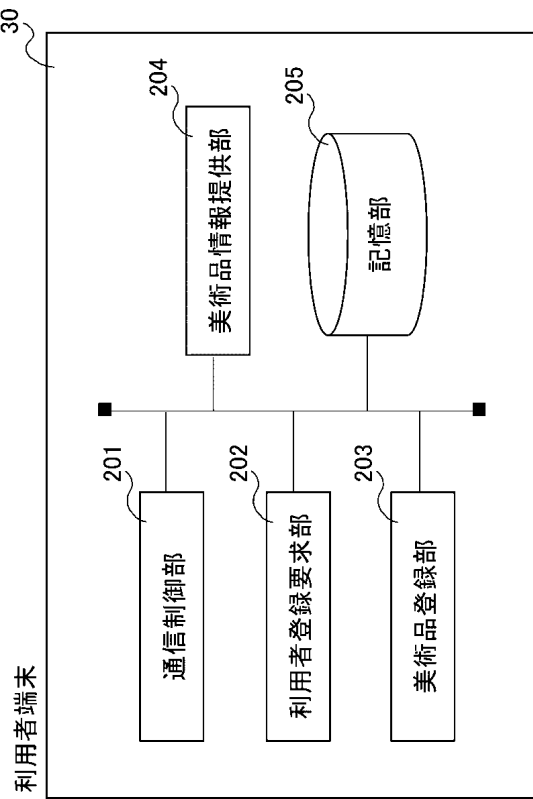 利用者端末
30
201
通信制御部
202
利用者登録要求部
203
美術品登録部
204
美術品情報提供部
205
記憶部